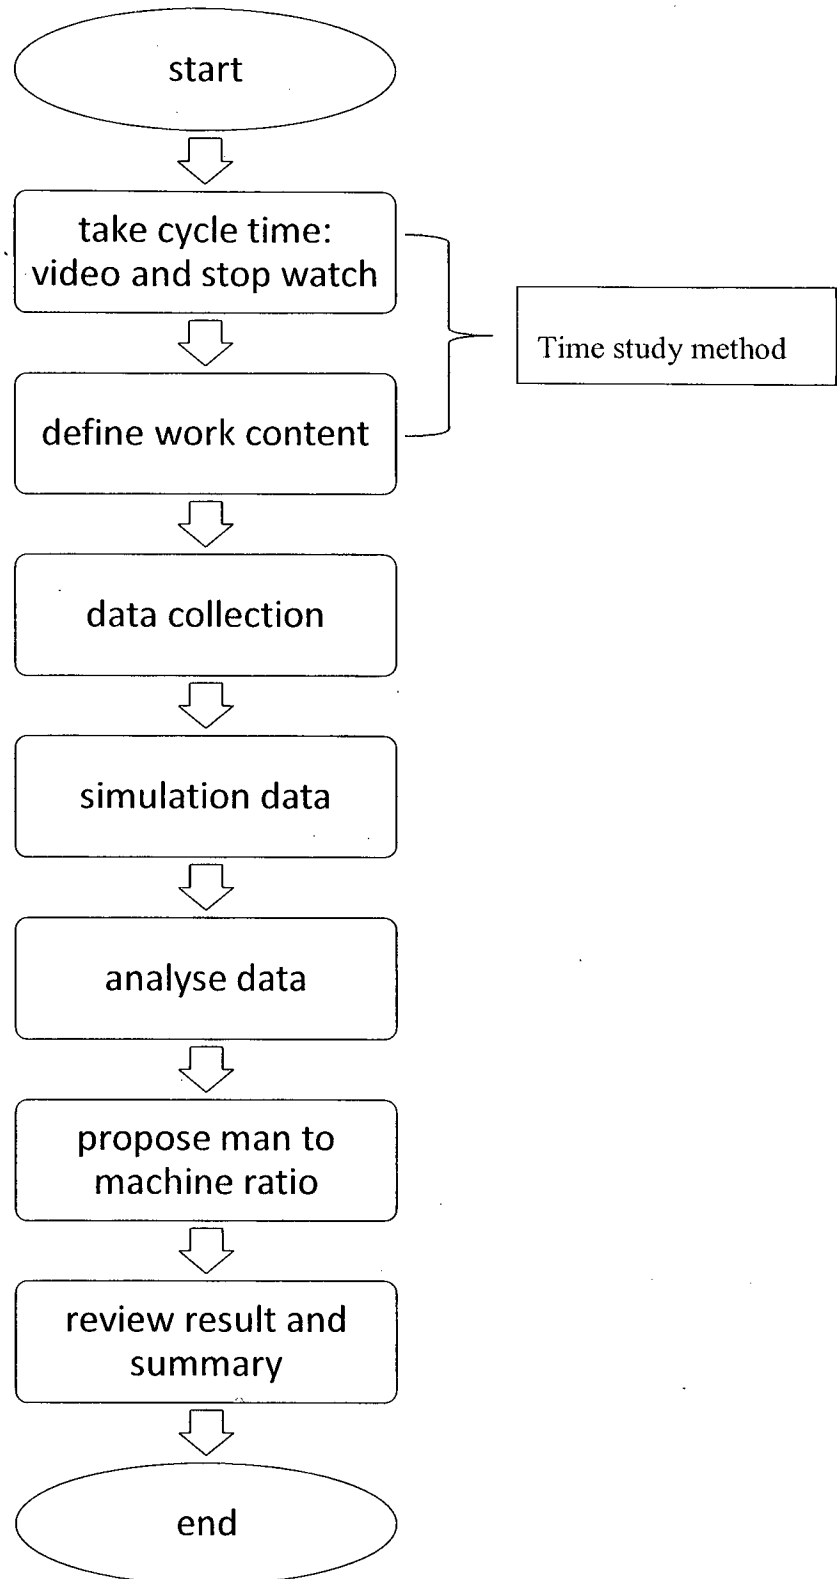 start
take cycle time:
video and stop watch
Time study method
define work content
data collection
simulation data
analyse data
propose man to
machine ratio
review result and
summary
end